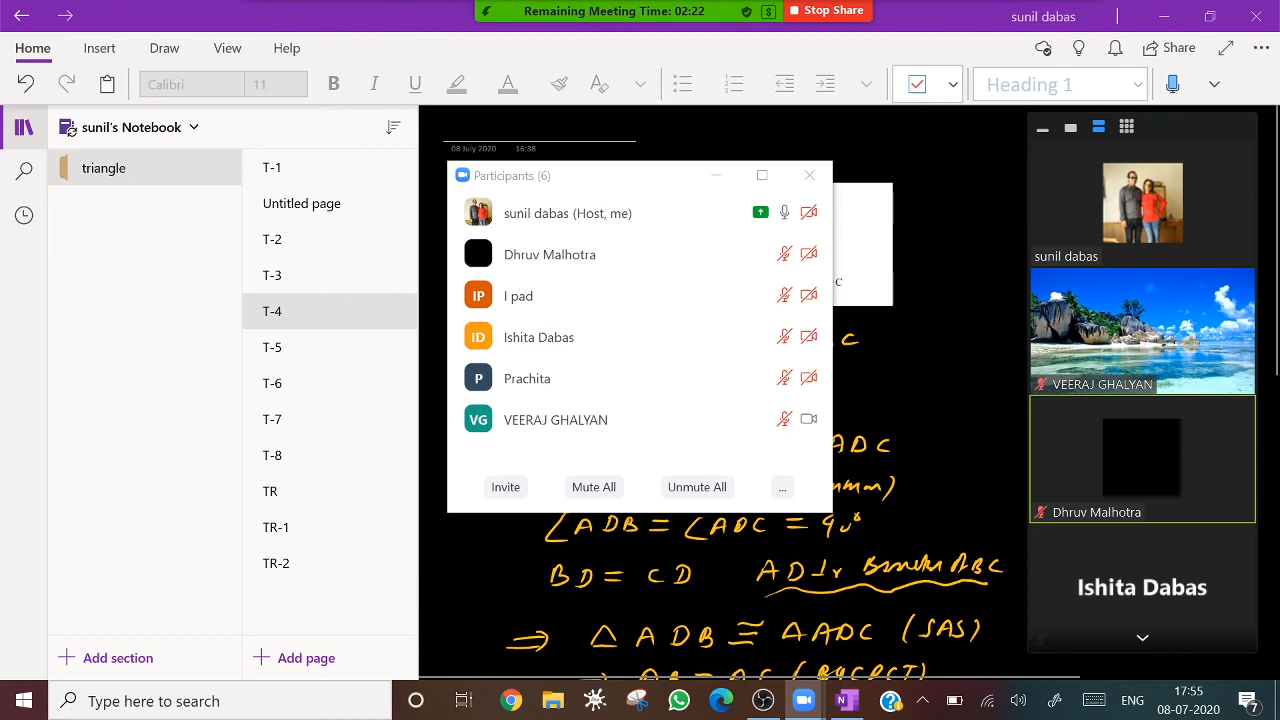 Remaining Meeting Time: 02:22
Stop Share
sunil dabas
Home Insert Draw View Help
Share
Calibri 11
B I U
A
Heading 1
sunil's Notebook
triangle
T-1
Untitled page
T-2
T-3
T-4
T-5
T-6
T-7
T-8
TR
TR-1
TR-2
Add section
Add page
08 July 2020 16:38
Participants (6)
sunil dabas (Host, me)
Dhruv Malhotra
IP I pad
ID Ishita Dabas
P Prachita
VG VEERAJ GHALYAN
Invite Mute All Unmute All ...
C
C
ADC
∠ADB = ∠ADC = 90°
BD = CD AD ⊥r
⇒ △ADB ≅ △ADC (SAS)
sunil dabas
VEERAJ GHALYAN
Dhruv Malhotra
Ishita Dabas
Type here to search
ENG
17:55
08-07-2020
7